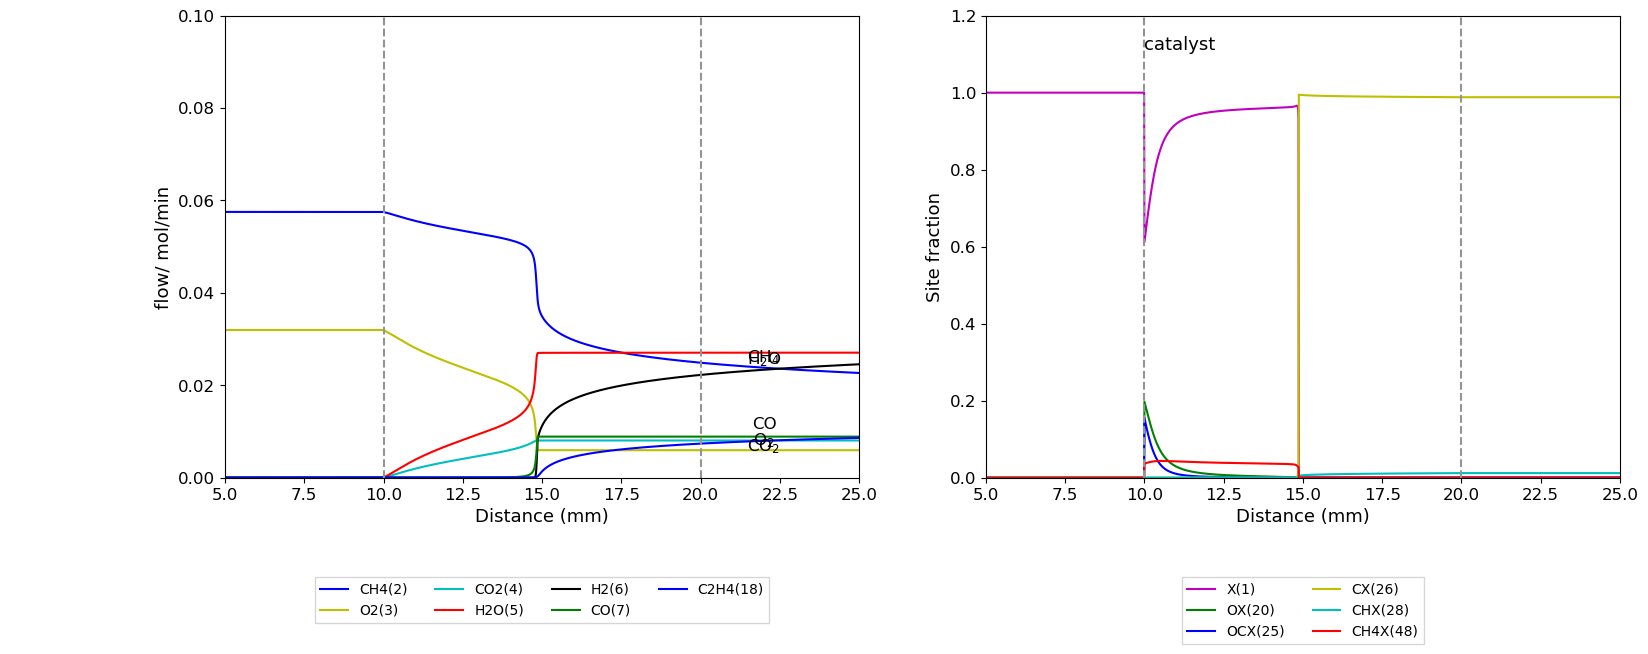 0.10
0.08
0.06
0.04
0.02
0.00
flow/ mol/min
5.0 7.5 10.0 12.5 15.0 17.5 20.0 22.5 25.0
Distance (mm)
CH4
H2O
CO
O2
CO2
CH4(2) CO2(4) H2(6) C2H4(18)
O2(3) H2O(5) CO(7)
1.2
1.0
0.8
0.6
0.4
0.2
0.0
Site fraction
catalyst
5.0 7.5 10.0 12.5 15.0 17.5 20.0 22.5 25.0
Distance (mm)
X(1) CX(26)
OX(20) CHX(28)
OCX(25) CH4X(48)